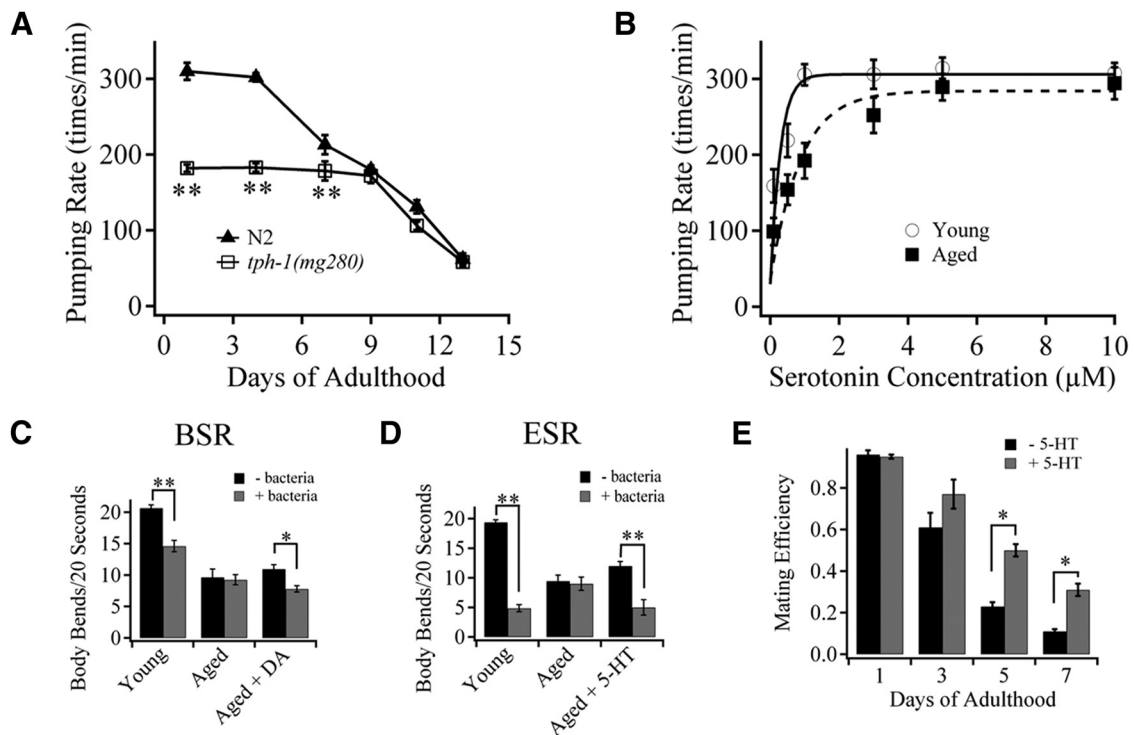 A
Pumping Rate (times/min)
300
200
100
0
**
**
**
N2
tph-1(mg280)
0
3
6
9
12
15
Days of Adulthood
B
Pumping Rate (times/min)
300
200
100
0
Young
Aged
0
2
4
6
8
10
Serotonin Concentration (µM)
C
BSR
Body Bends/20 Seconds
20
15
10
5
0
- bacteria
+ bacteria
**
*
Young
Aged
Aged + DA
D
ESR
Body Bends/20 Seconds
20
15
10
5
0
- bacteria
+ bacteria
**
**
Young
Aged
Aged + 5-HT
E
Mating Efficiency
0.8
0.6
0.4
0.2
0.0
- 5-HT
+ 5-HT
*
*
1
3
5
7
Days of Adulthood